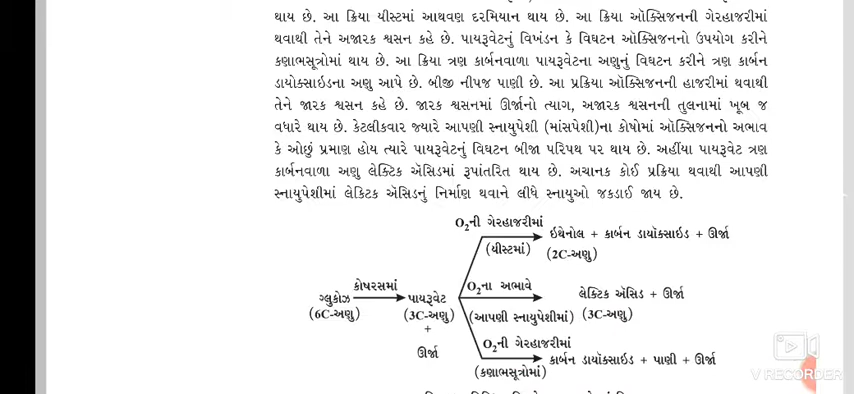 થાય છે. આ ક્રિયા યીસ્ટમાં આથવણ દરમિયાન થાય છે. આ ક્રિયા ઑક્સિજનની ગેરહાજરીમાં
થવાથી તેને અજારક શ્વસન કહે છે. પાયરૂવેટનું વિખંડન કે વિઘટન ઑક્સિજનનો ઉપયોગ કરીને
કણાભસૂત્રોમાં થાય છે. આ ક્રિયા ત્રણ કાર્બનવાળા પાયરૂવેટના અણુનું વિઘટન કરીને ત્રણ કાર્બન
ડાયોક્સાઇડના અણુ આપે છે. બીજી નીપજ પાણી છે. આ પ્રક્રિયા ઑક્સિજનની હાજરીમાં થવાથી
તેને જારક શ્વસન કહે છે. જારક શ્વસનમાં ઊર્જાનો ત્યાગ, અજારક શ્વસનની તુલનામાં ખૂબ જ
વધારે થાય છે. કેટલીકવાર જ્યારે આપણી સ્નાયુપેશી (માંસપેશી)ના કોષોમાં ઑક્સિજનનો અભાવ
કે ઓછું પ્રમાણ હોય ત્યારે પાયરૂવેટનું વિઘટન બીજા પરિપથ પર થાય છે. અહીંયા પાયરૂવેટ ત્રણ
કાર્બનવાળા અણુ લેક્ટિક ઍસિડમાં રૂપાંતરિત થાય છે. અચાનક કોઈ પ્રક્રિયા થવાથી આપણી
સ્નાયુપેશીમાં લેક્ટિક ઍસિડનું નિર્માણ થવાને લીધે સ્નાયુઓ જકડાઈ જાય છે.
O₂ની ગેરહાજરીમાં
(યીસ્ટમાં)
ઇથેનોલ + કાર્બન ડાયૉક્સાઇડ + ઊર્જા
(2C-અણુ)
કોષરસમાં
ગ્લુકોઝ
(6C-અણુ)
પાયરૂવેટ
(3C-અણુ)
+
ઊર્જા
O₂ના અભાવે
(આપણી સ્નાયુપેશીમાં)
લેક્ટિક ઍસિડ + ઊર્જા
(3C-અણુ)
O₂ની ગેરહાજરીમાં
(કણાભસૂત્રોમાં)
કાર્બન ડાયૉક્સાઇડ + પાણી + ઊર્જા
V RECORDER